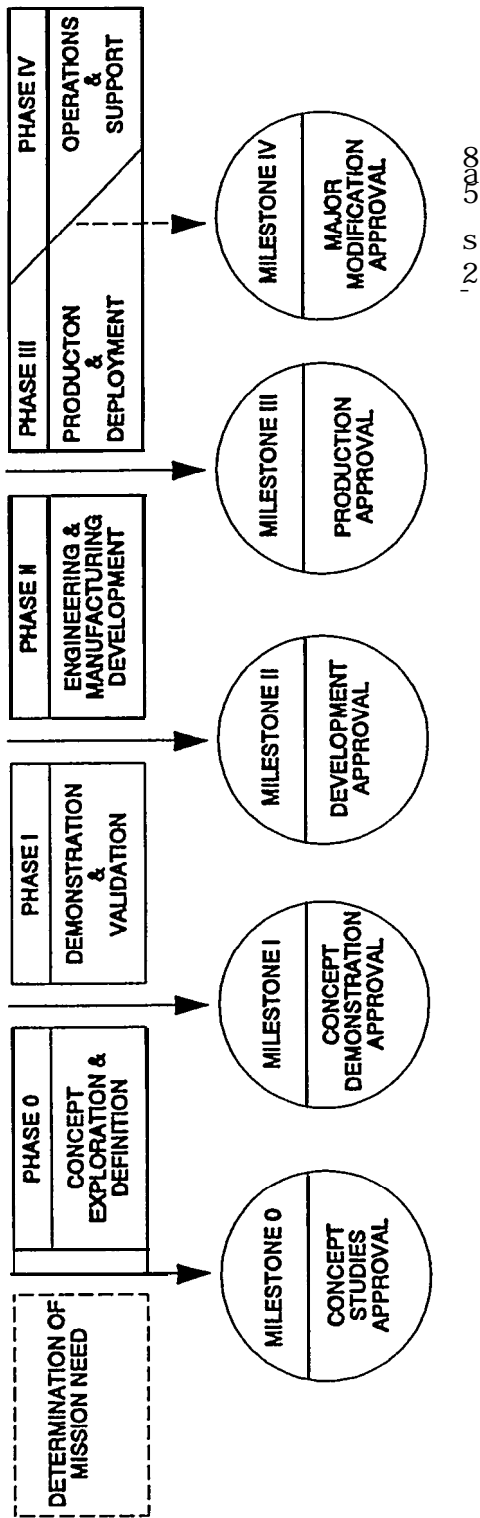 DETERMINATION OF
MISSION NEED
PHASE 0
CONCEPT
EXPLORATION &
DEFINITION
PHASE I
DEMONSTRATION
&
VALIDATION
PHASE N
ENGINEERING &
MANUFACTURING
DEVELOPMENT
PHASE III
PRODUCTON
&
DEPLOYMENT
PHASE IV
OPERATIONS
&
SUPPORT
MILESTONE 0
CONCEPT
STUDIES
APPROVAL
MILESTONE I
CONCEPT
DEMONSTRATION
APPROVAL
MILESTONE II
DEVELOPMENT
APPROVAL
MILESTONE III
PRODUCTION
APPROVAL
MILESTONE IV
MAJOR
MODIFICATION
APPROVAL